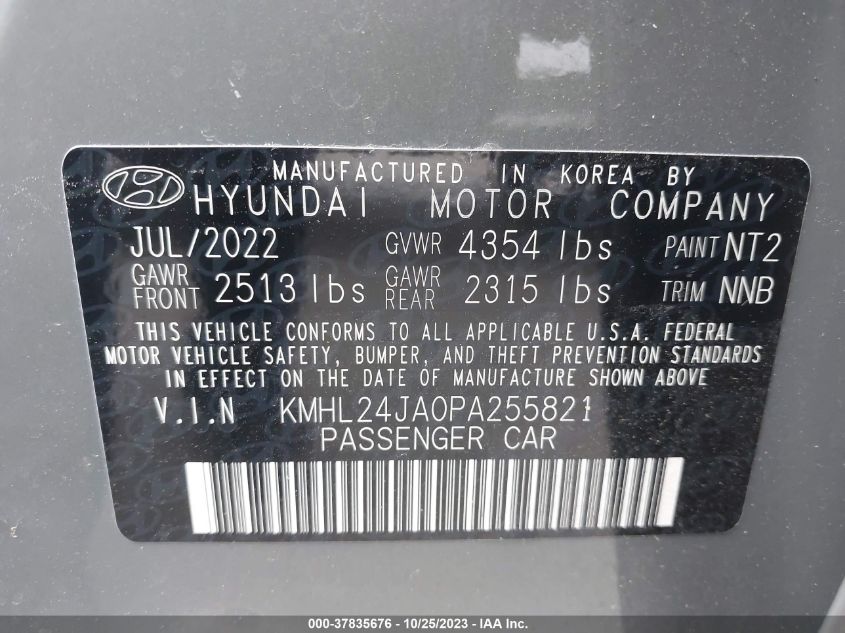 MANUFACTURED IN KOREA BY
HYUNDAI MOTOR COMPANY
JUL/2022 GVWR 4354 lbs PAINT NT2
GAWR FRONT 2513 lbs GAWR REAR 2315 lbs TRIM NNB
THIS VEHICLE CONFORMS TO ALL APPLICABLE U.S.A. FEDERAL
MOTOR VEHICLE SAFETY, BUMPER, AND THEFT PREVENTION STANDARDS
IN EFFECT ON THE DATE OF MANUFACTURE SHOWN ABOVE
V.I.N KMHL24JA0PA255821
PASSENGER CAR
000-37835676 - 10/25/2023 - IAA Inc.